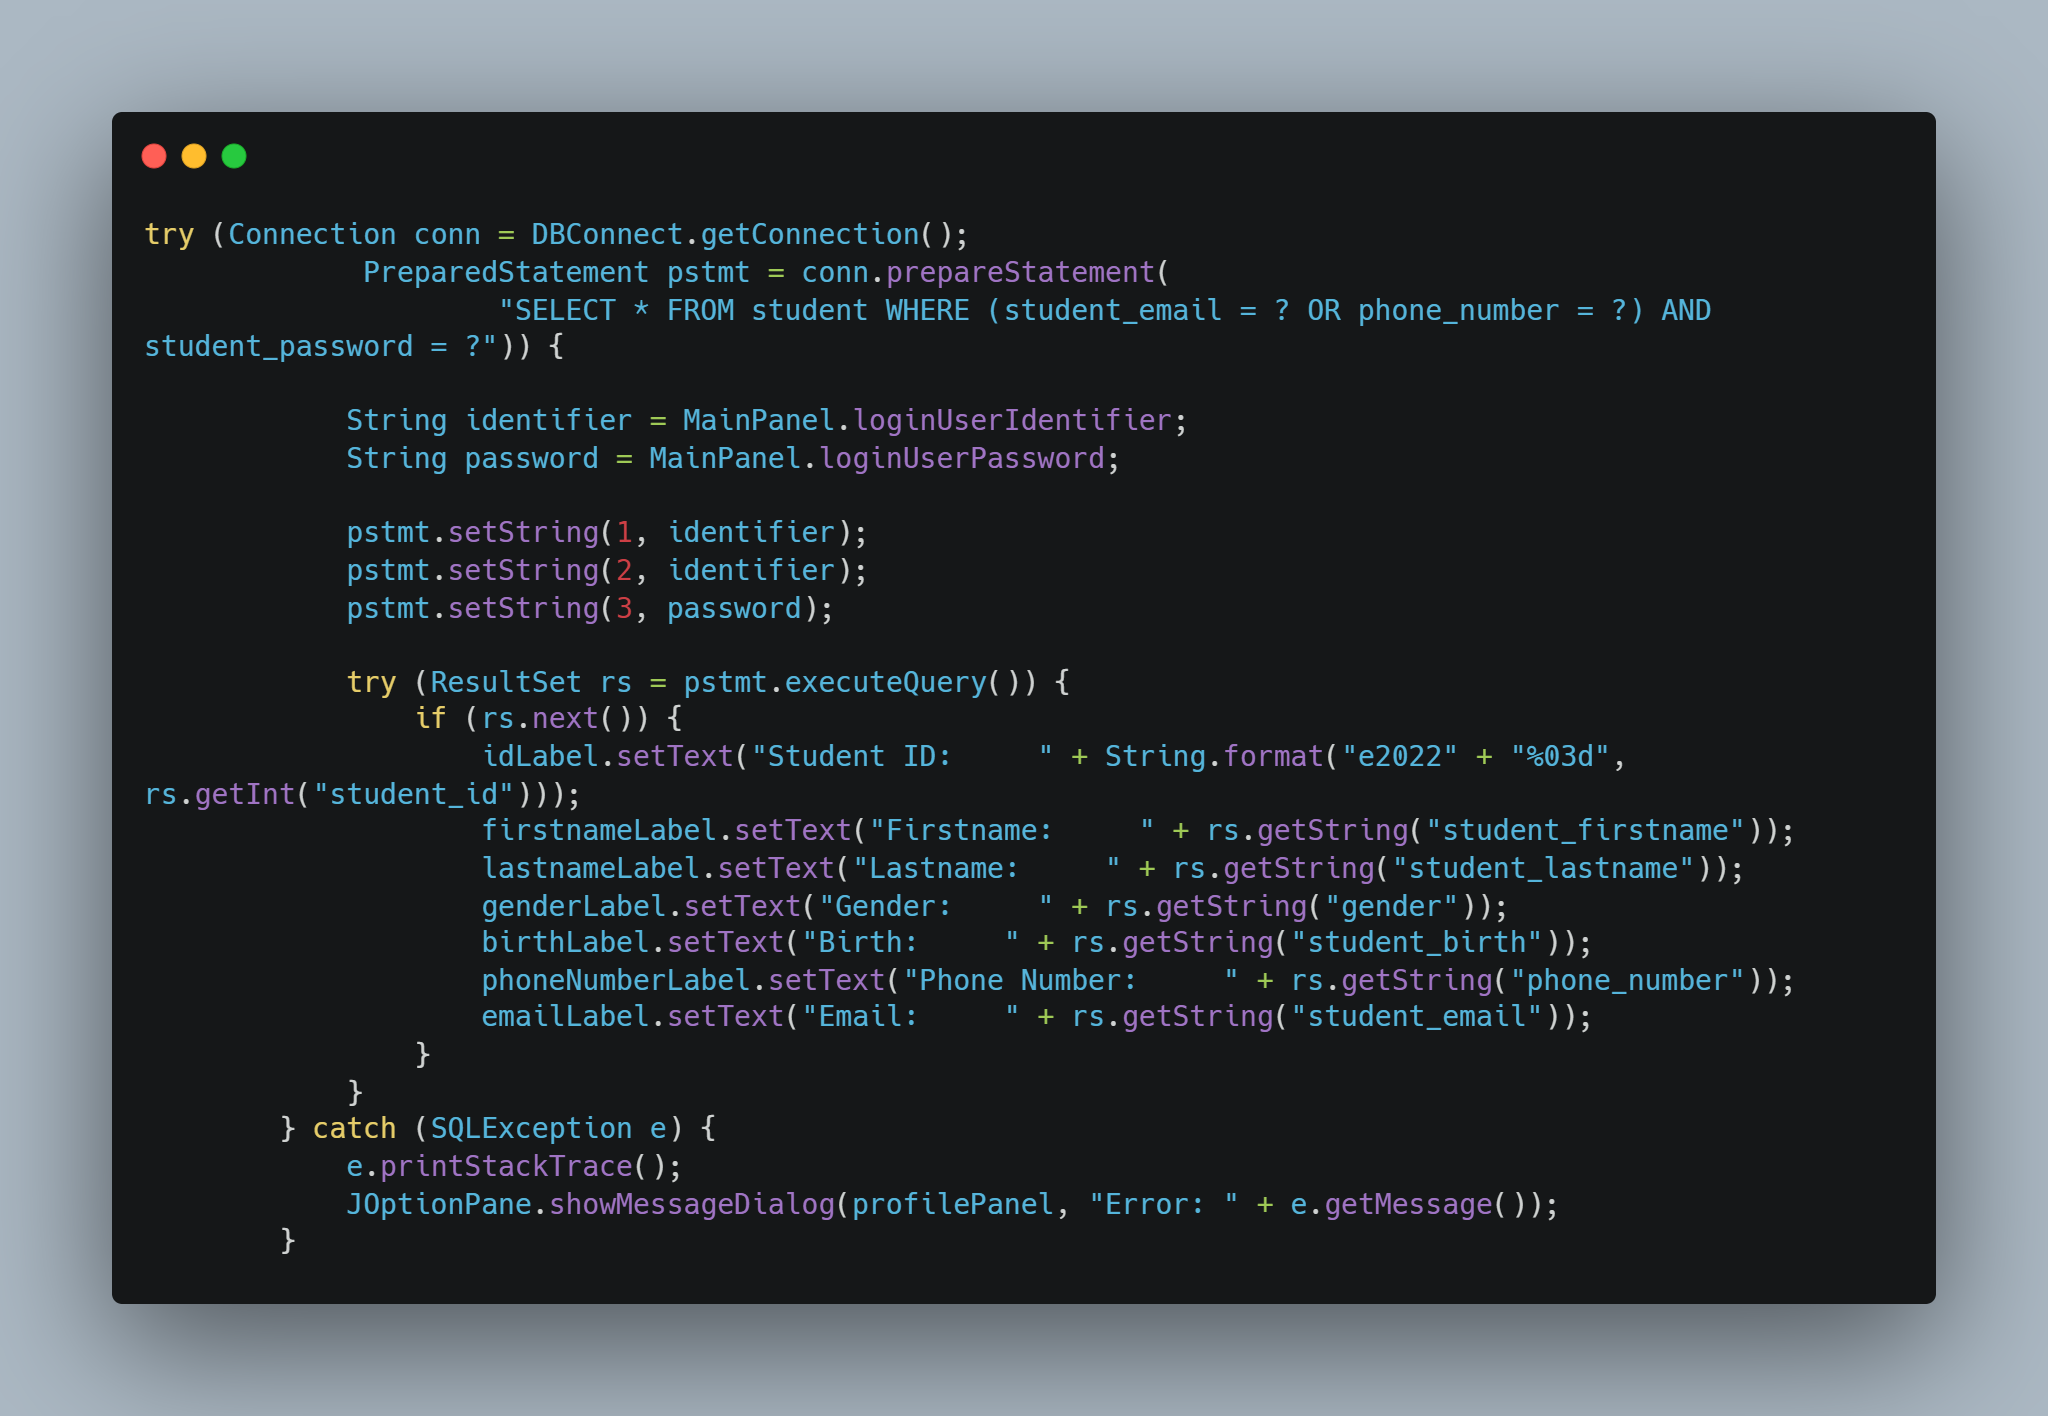 try (Connection conn = DBConnect.getConnection();
             PreparedStatement pstmt = conn.prepareStatement(
                     "SELECT * FROM student WHERE (student_email = ? OR phone_number = ?) AND
student_password = ?")) {

            String identifier = MainPanel.loginUserIdentifier;
            String password = MainPanel.loginUserPassword;

            pstmt.setString(1, identifier);
            pstmt.setString(2, identifier);
            pstmt.setString(3, password);

            try (ResultSet rs = pstmt.executeQuery()) {
                if (rs.next()) {
                    idLabel.setText("Student ID:     " + String.format("e2022" + "%03d",
rs.getInt("student_id")));
                    firstnameLabel.setText("Firstname:     " + rs.getString("student_firstname"));
                    lastnameLabel.setText("Lastname:     " + rs.getString("student_lastname"));
                    genderLabel.setText("Gender:     " + rs.getString("gender"));
                    birthLabel.setText("Birth:     " + rs.getString("student_birth"));
                    phoneNumberLabel.setText("Phone Number:     " + rs.getString("phone_number"));
                    emailLabel.setText("Email:     " + rs.getString("student_email"));
                }
            }
        } catch (SQLException e) {
            e.printStackTrace();
            JOptionPane.showMessageDialog(profilePanel, "Error: " + e.getMessage());
        }